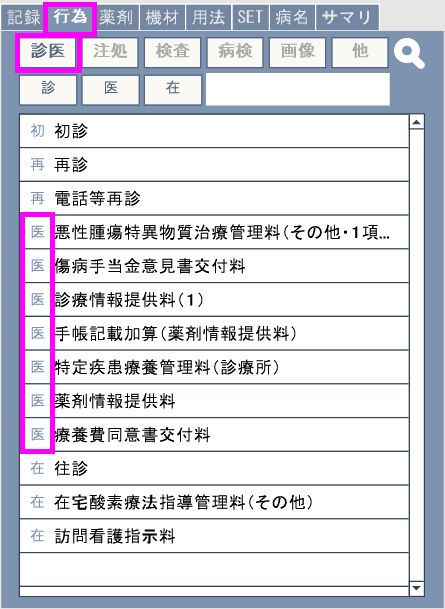 記録 行為 薬剤 機材 用法 SET 病名 サマリ
診医 注処 検査 病検 画像 他
診 医 在
初 初診
再 再診
再 電話等再診
医 悪性腫瘍特異物質治療管理料(その他・1項...
医 傷病手当金意見書交付料
医 診療情報提供料(1)
医 手帳記載加算(薬剤情報提供料)
医 特定疾患療養管理料(診療所)
医 薬剤情報提供料
医 療養費同意書交付料
在 往診
在 在宅酸素療法指導管理料(その他)
在 訪問看護指示料